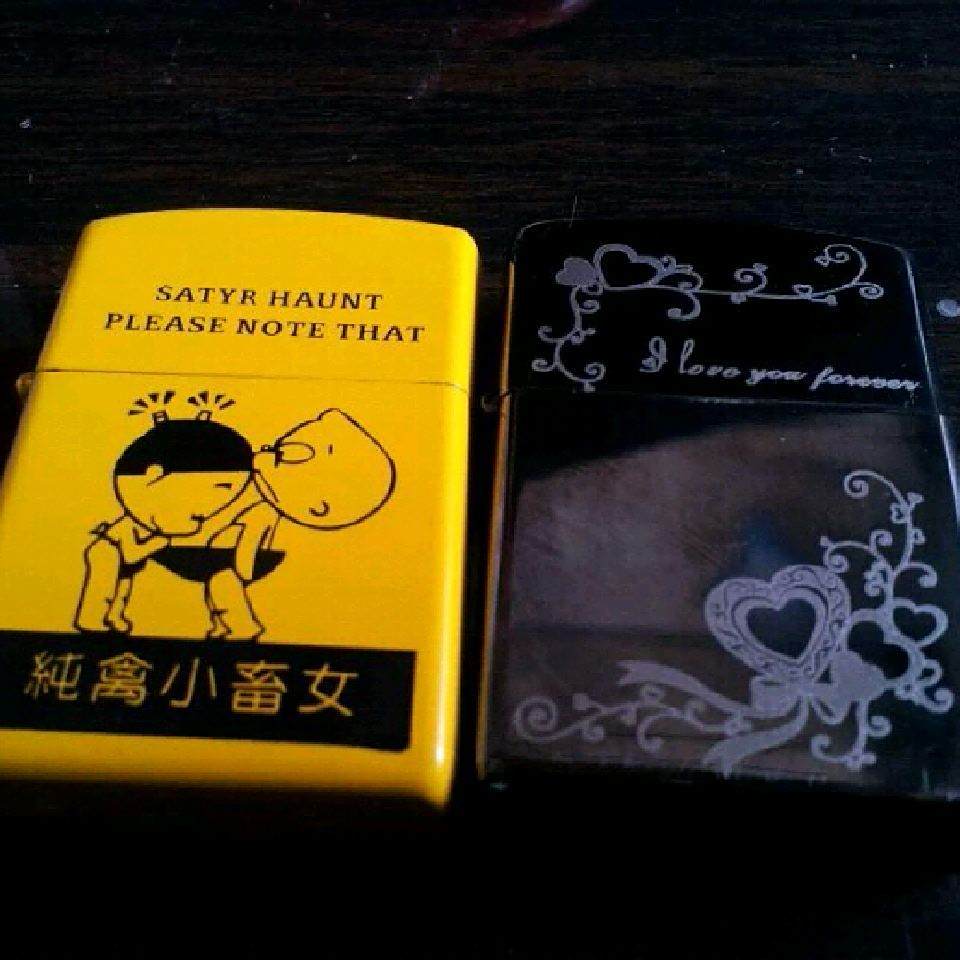 SATYR HAUNT
PLEASE NOTE THAT
純禽小畜女
I love you forever